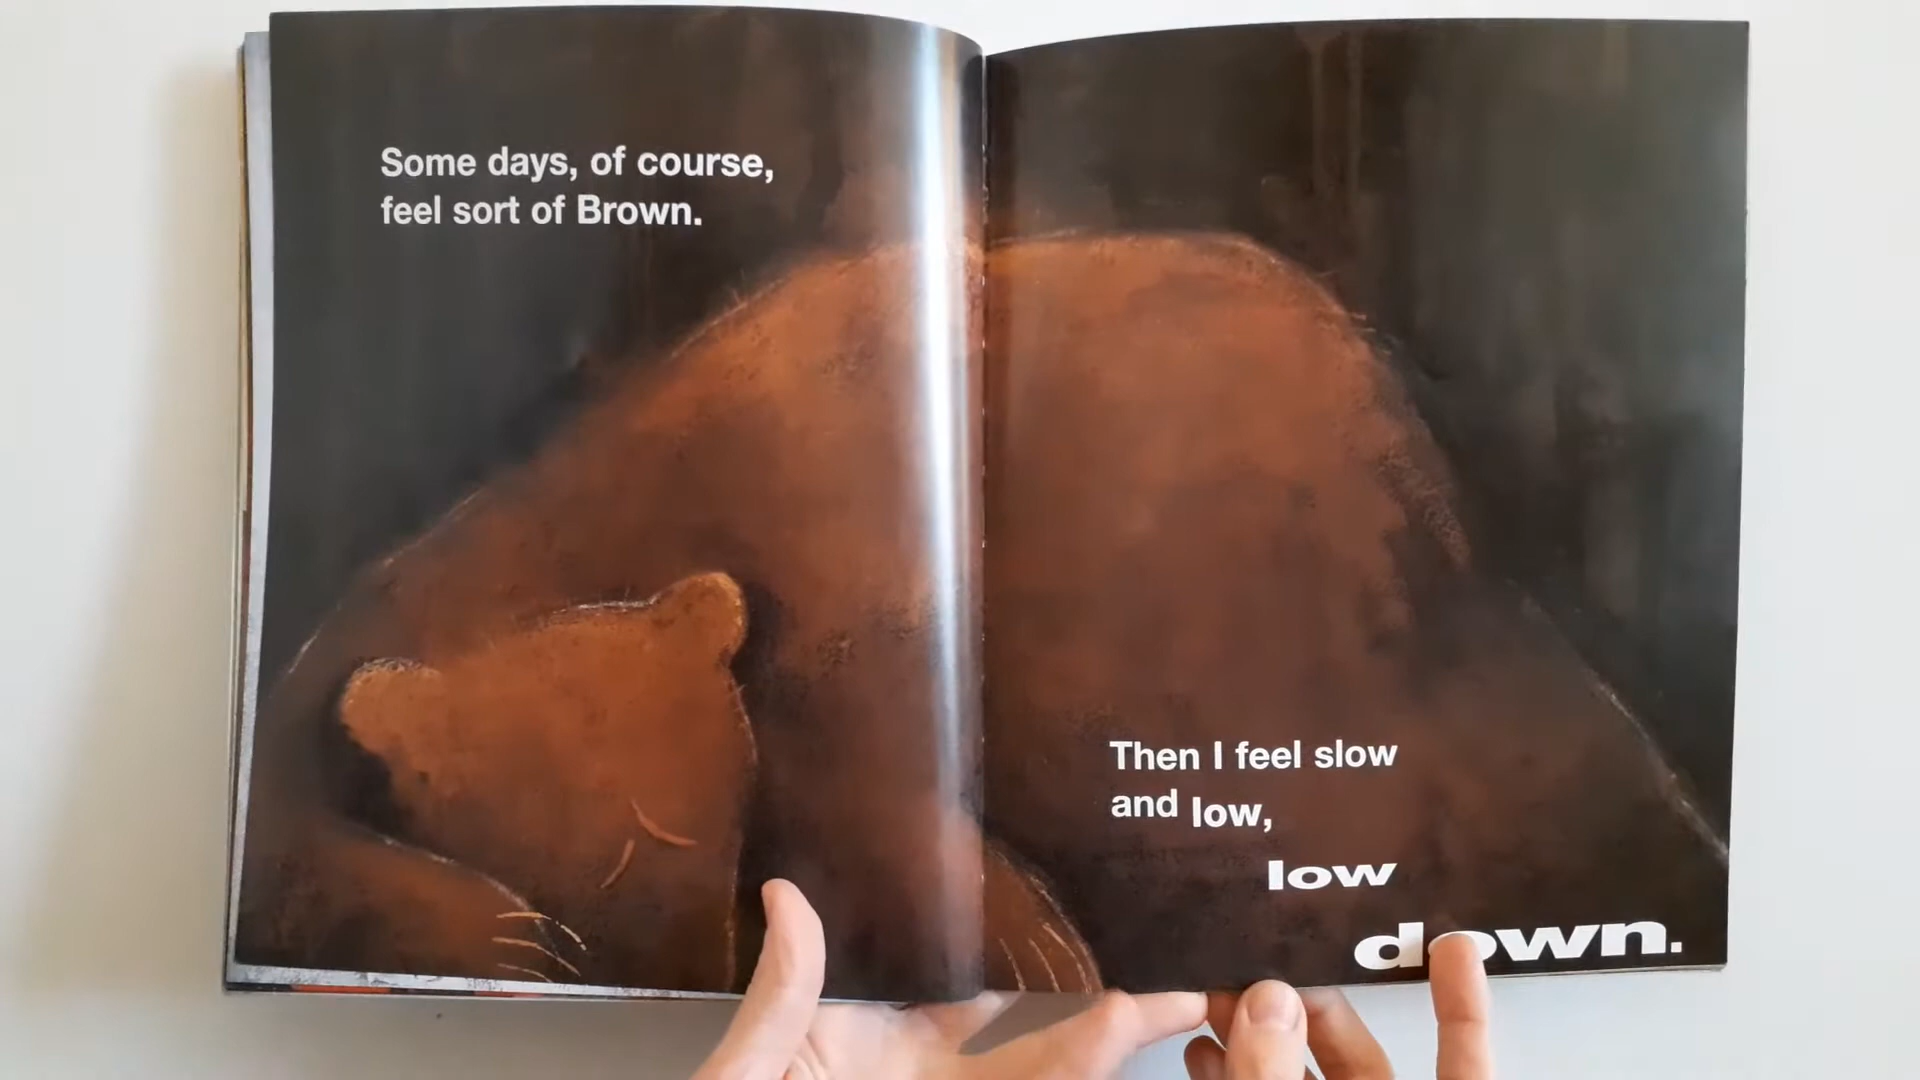 Some days, of course,
feel sort of Brown.
Then I feel slow
and low,
low
down.